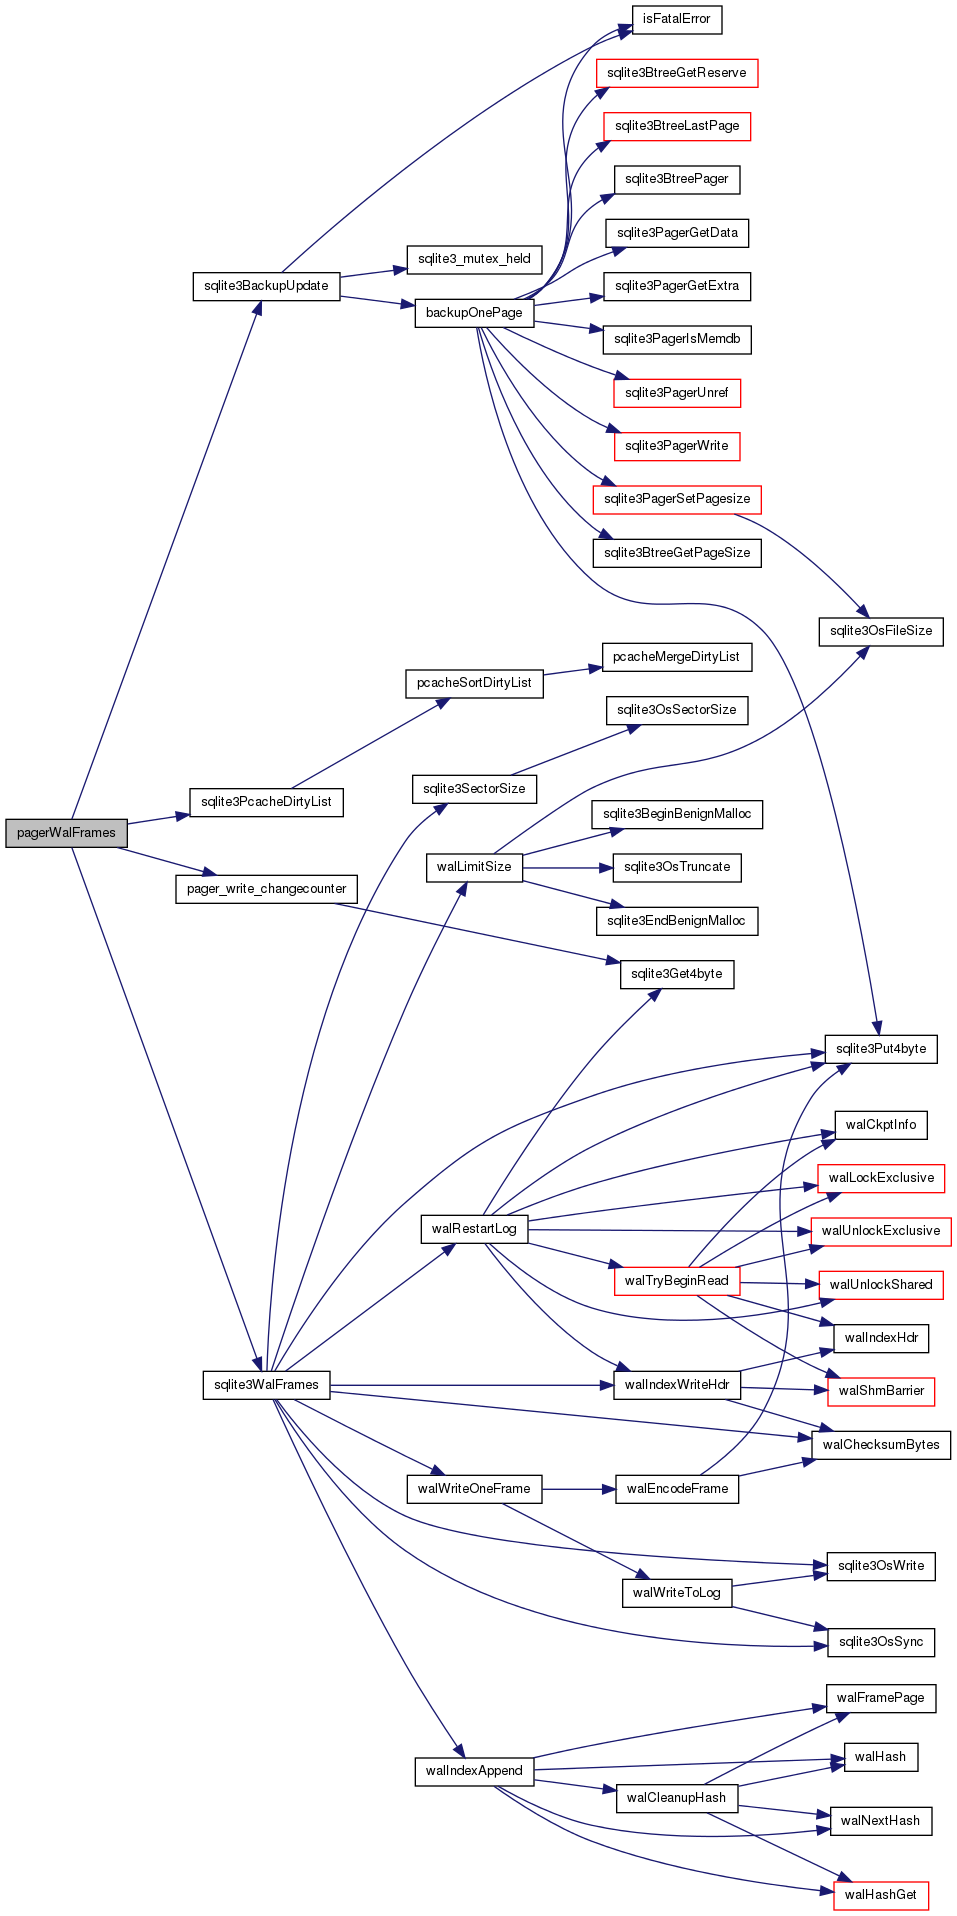 isFatalError
sqlite3BtreeGetReserve
sqlite3BtreeLastPage
sqlite3BtreePager
sqlite3PagerGetData
sqlite3_mutex_held
sqlite3BackupUpdate
sqlite3PagerGetExtra
backupOnePage
sqlite3PagerIsMemdb
sqlite3PagerUnref
sqlite3PagerWrite
sqlite3PagerSetPagesize
sqlite3BtreeGetPageSize
sqlite3OsFileSize
pcacheMergeDirtyList
pcacheSortDirtyList
sqlite3OsSectorSize
sqlite3SectorSize
sqlite3PcacheDirtyList
sqlite3BeginBenignMalloc
pagerWalFrames
walLimitSize
sqlite3OsTruncate
pager_write_changecounter
sqlite3EndBenignMalloc
sqlite3Get4byte
sqlite3Put4byte
walCkptInfo
walLockExclusive
walRestartLog
walUnlockExclusive
walTryBeginRead
walUnlockShared
walIndexHdr
sqlite3WalFrames
walIndexWriteHdr
walShmBarrier
walChecksumBytes
walWriteOneFrame
walEncodeFrame
sqlite3OsWrite
walWriteToLog
sqlite3OsSync
walFramePage
walHash
walIndexAppend
walCleanupHash
walNextHash
walHashGet